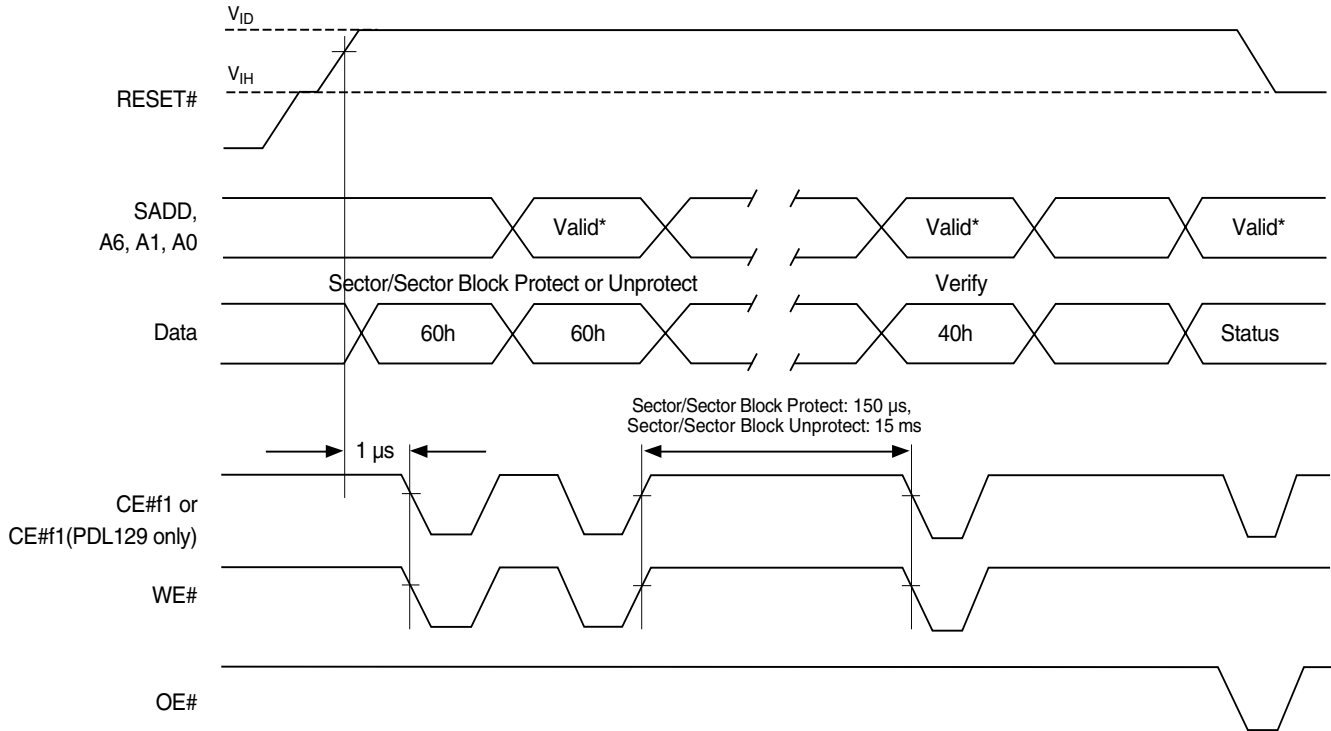 VID
VIH
RESET#
SADD,
A6, A1, A0
Valid*
Valid*
Valid*
Sector/Sector Block Protect or Unprotect
Verify
Data
60h
60h
40h
Status
Sector/Sector Block Protect: 150 µs,
Sector/Sector Block Unprotect: 15 ms
1 µs
CE#f1 or
CE#f1(PDL129 only)
WE#
OE#